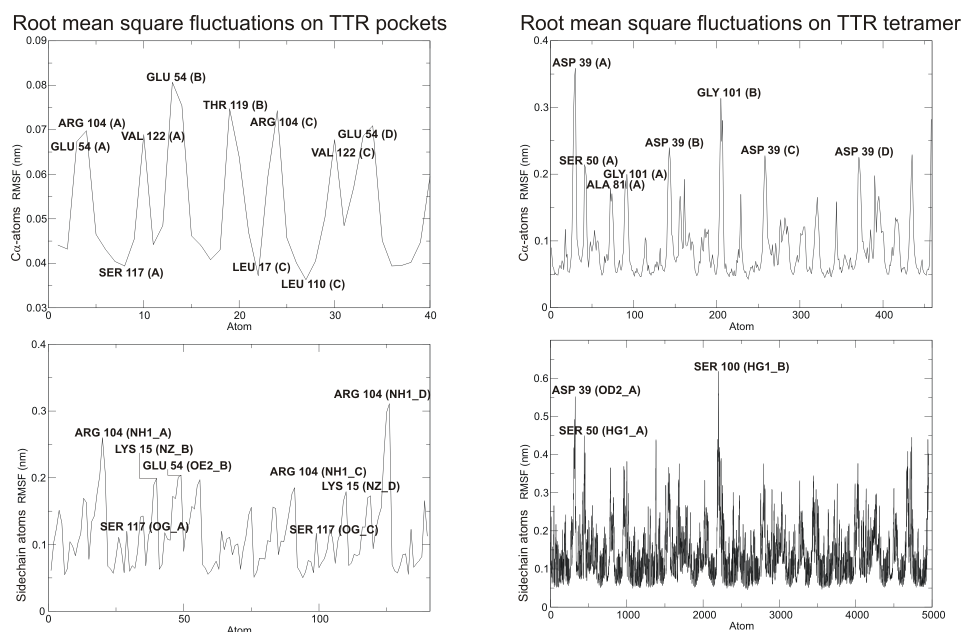 Root mean square fluctuations on TTR pockets
0.09
0.08
0.07
0.06
0.05
0.04
0.03
Cα-atoms RMSF (nm)
GLU 54 (B)
THR 119 (B)
ARG 104 (A)
VAL 122 (A)
ARG 104 (C)
GLU 54 (D)
GLU 54 (A)
VAL 122 (C)
SER 117 (A)
LEU 17 (C)
LEU 110 (C)
0 10 20 30 40
Atom
Root mean square fluctuations on TTR tetramer
0.4
0.3
0.2
0.1
0
Cα-atoms RMSF (nm)
ASP 39 (A)
GLY 101 (B)
ASP 39 (B)
ASP 39 (C)
ASP 39 (D)
SER 50 (A)
GLY 101 (A)
ALA 81 (A)
0 100 200 300 400
Atom
0.4
0.3
0.2
0.1
0
Sidechain atoms RMSF (nm)
ARG 104 (NH1_D)
ARG 104 (NH1_A)
LYS 15 (NZ_B)
GLU 54 (OE2_B)
ARG 104 (NH1_C)
LYS 15 (NZ_D)
SER 117 (OG_A)
SER 117 (OG_C)
0 50 100
Atom
0.6
0.5
0.4
0.3
0.2
0.1
0
Sidechain atoms RMSF (nm)
SER 100 (HG1_B)
ASP 39 (OD2_A)
SER 50 (HG1_A)
0 1000 2000 3000 4000 5000
Atom